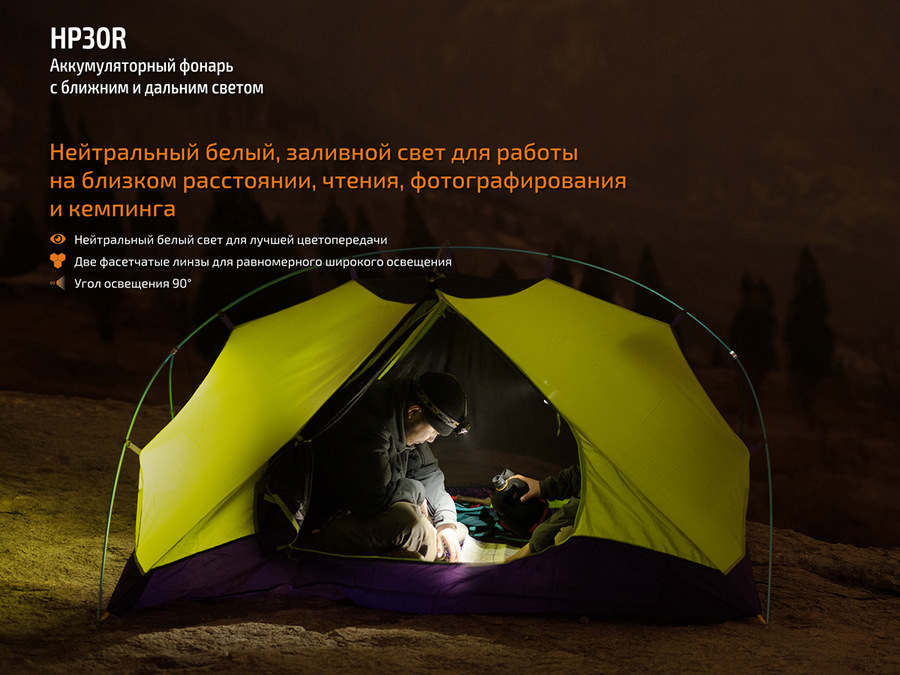 HP30R
Аккумуляторный фонарь
с ближним и дальним светом
Нейтральный белый, заливной свет для работы
на близком расстоянии, чтения, фотографирования
и кемпинга
Нейтральный белый свет для лучшей цветопередачи
Две фасетчатые линзы для равномерного широкого освещения
Угол освещения 90°